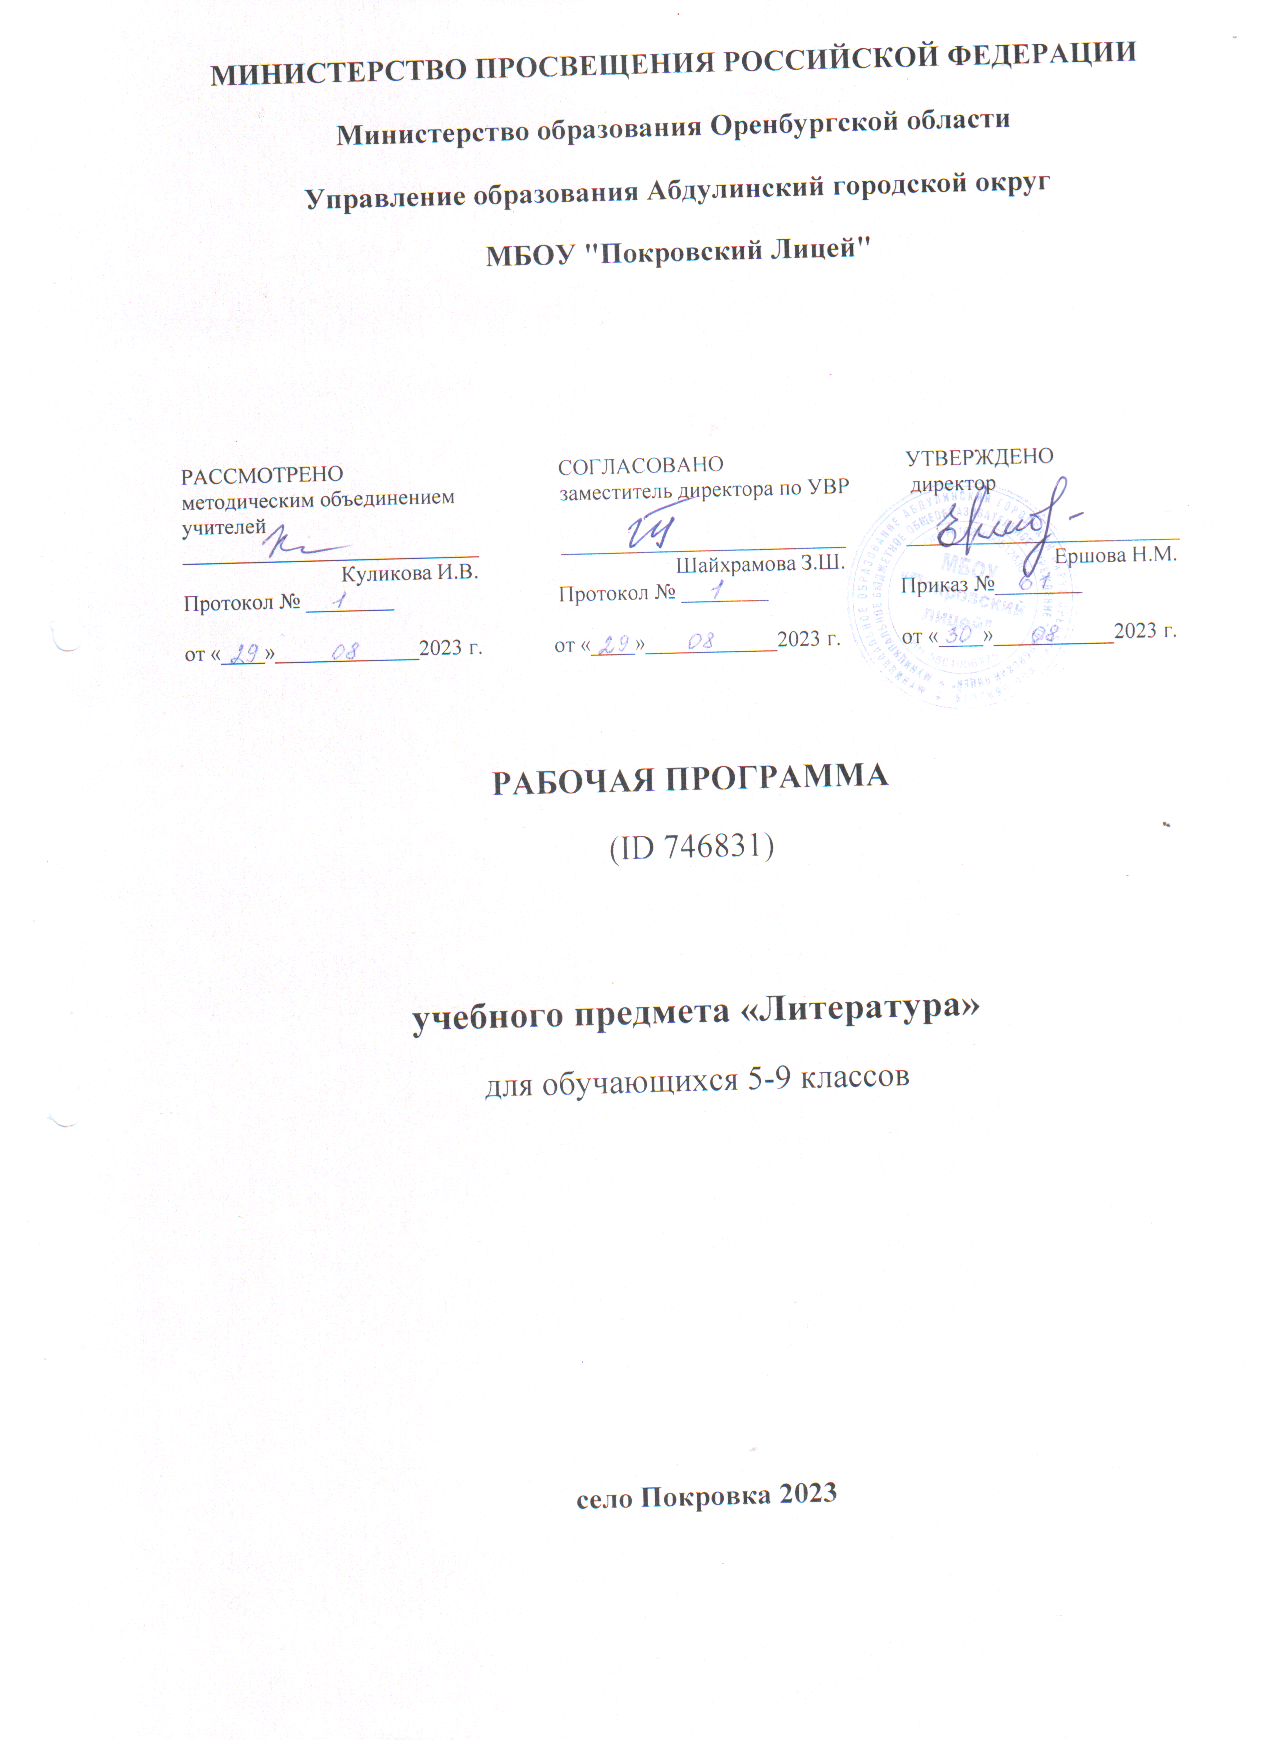 МИНИСТЕРСТВО ПРОСВЕЩЕНИЯ РОССИЙСКОЙ ФЕДЕРАЦИИ
Министерство образования Оренбургской области
Управление образования Абдулинский городской округ
МБОУ "Покровский Лицей"
РАССМОТРЕНО
методическим объединением
учителей
Куликова И.В.
Протокол № 1
от «29» 08 2023 г.
СОГЛАСОВАНО
заместитель директора по УВР
Шайхрамова З.Ш.
Протокол № 1
от «29» 08 2023 г.
УТВЕРЖДЕНО
директор
Ершова Н.М.
Приказ № 61
от «30» 08 2023 г.
МБОУ
Покровский
лицей
РАБОЧАЯ ПРОГРАММА
(ID 746831)
учебного предмета «Литература»
для обучающихся 5-9 классов
село Покровка 2023